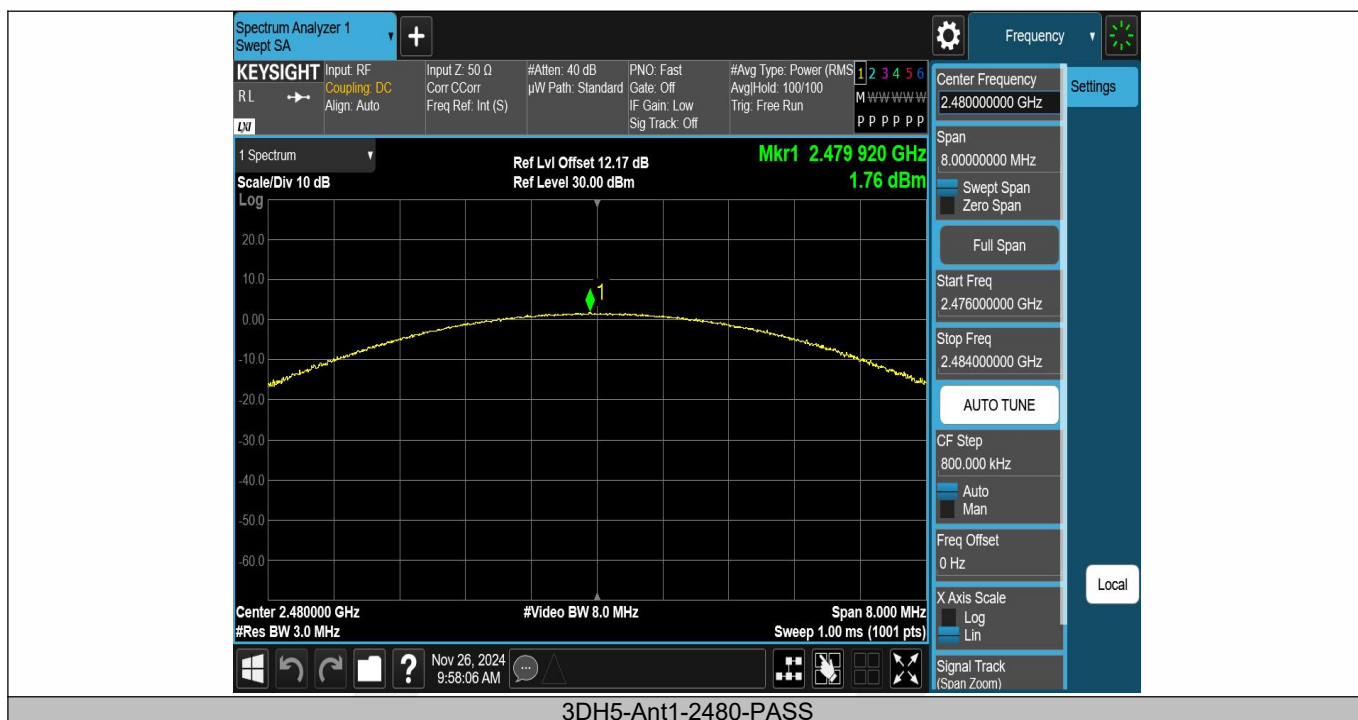 Spectrum Analyzer 1
Swept SA
+
Frequency
KEYSIGHT
RL
LXI
Input: RF
Coupling: DC
Align: Auto
Input Z: 50 Ω
Corr CCorr
Freq Ref: Int (S)
#Atten: 40 dB
µW Path: Standard
PNO: Fast
Gate: Off
IF Gain: Low
Sig Track: Off
#Avg Type: Power (RMS
Avg|Hold: 100/100
Trig: Free Run
1 2 3 4 5 6
M W W W W W
P P P P P P
1 Spectrum
Scale/Div 10 dB
Log
Ref Lvl Offset 12.17 dB
Ref Level 30.00 dBm
Mkr1 2.479 920 GHz
1.76 dBm
20.0
10.0
1
0.00
-10.0
-20.0
-30.0
-40.0
-50.0
-60.0
Center 2.480000 GHz
#Res BW 3.0 MHz
#Video BW 8.0 MHz
Span 8.000 MHz
Sweep 1.00 ms (1001 pts)
Center Frequency
2.480000000 GHz
Settings
Span
8.00000000 MHz
Swept Span
Zero Span
Full Span
Start Freq
2.476000000 GHz
Stop Freq
2.484000000 GHz
AUTO TUNE
CF Step
800.000 kHz
Auto
Man
Freq Offset
0 Hz
Local
X Axis Scale
Log
Lin
Signal Track
(Span Zoom)
?
Nov 26, 2024
9:58:06 AM
3DH5-Ant1-2480-PASS